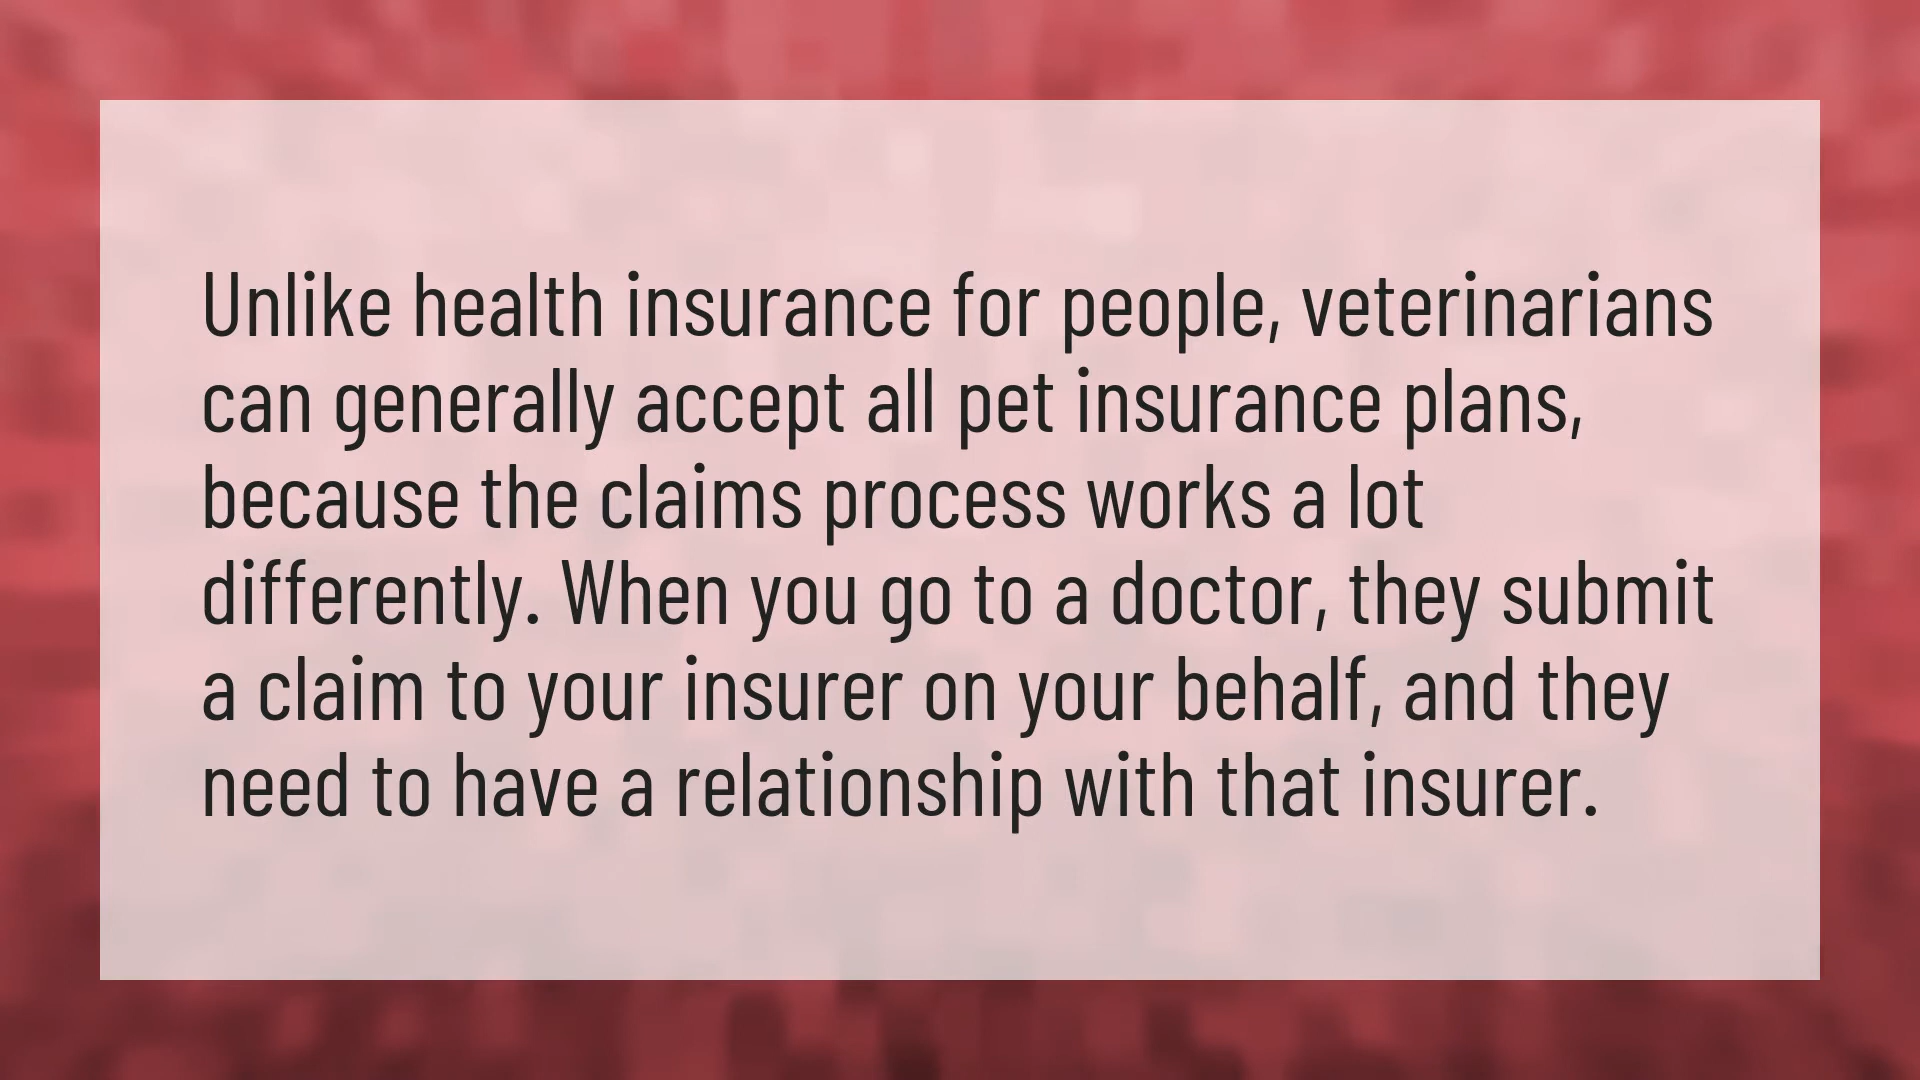 Unlike health insurance for people, veterinarians
can generally accept all pet insurance plans,
because the claims process works a lot
differently. When you go to a doctor, they submit
a claim to your insurer on your behalf, and they
need to have a relationship with that insurer.